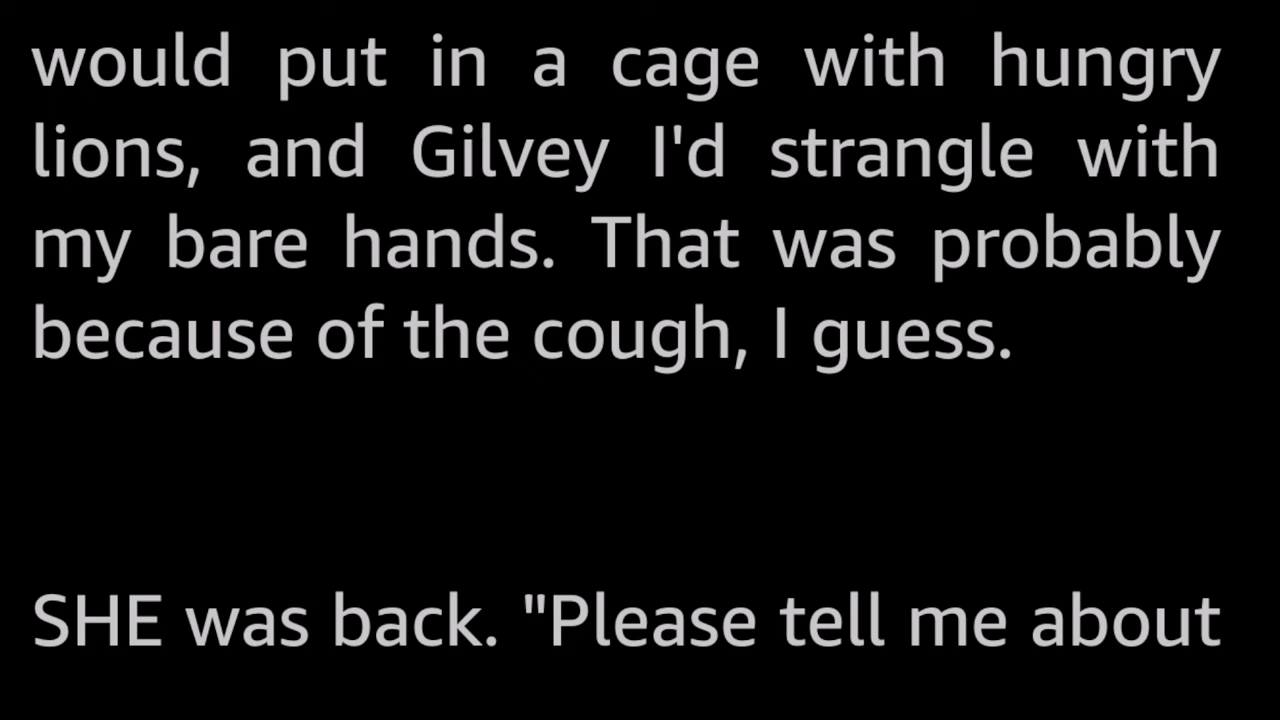 would put in a cage with hungry
lions, and Gilvey I'd strangle with
my bare hands. That was probably
because of the cough, I guess.
SHE was back. "Please tell me about